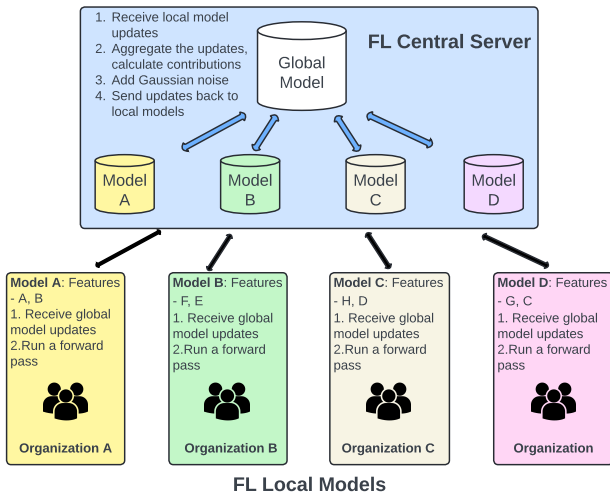 1. Receive local model
updates
2. Aggregate the updates,
calculate contributions
3. Add Gaussian noise
4. Send updates back to
local models
Global
Model
FL Central Server
Model
A
Model
B
Model
C
Model
D
Model A: Features
- A, B
1. Receive global
model updates
2.Run a forward
pass
Organization A
Model B: Features
- F, E
1. Receive global
model updates
2.Run a forward
pass
Organization B
Model C: Features
- H, D
1. Receive global
model updates
2.Run a forward
pass
Organization C
Model D: Features
- G, C
1. Receive global
model updates
2.Run a forward
pass
Organization
FL Local Models